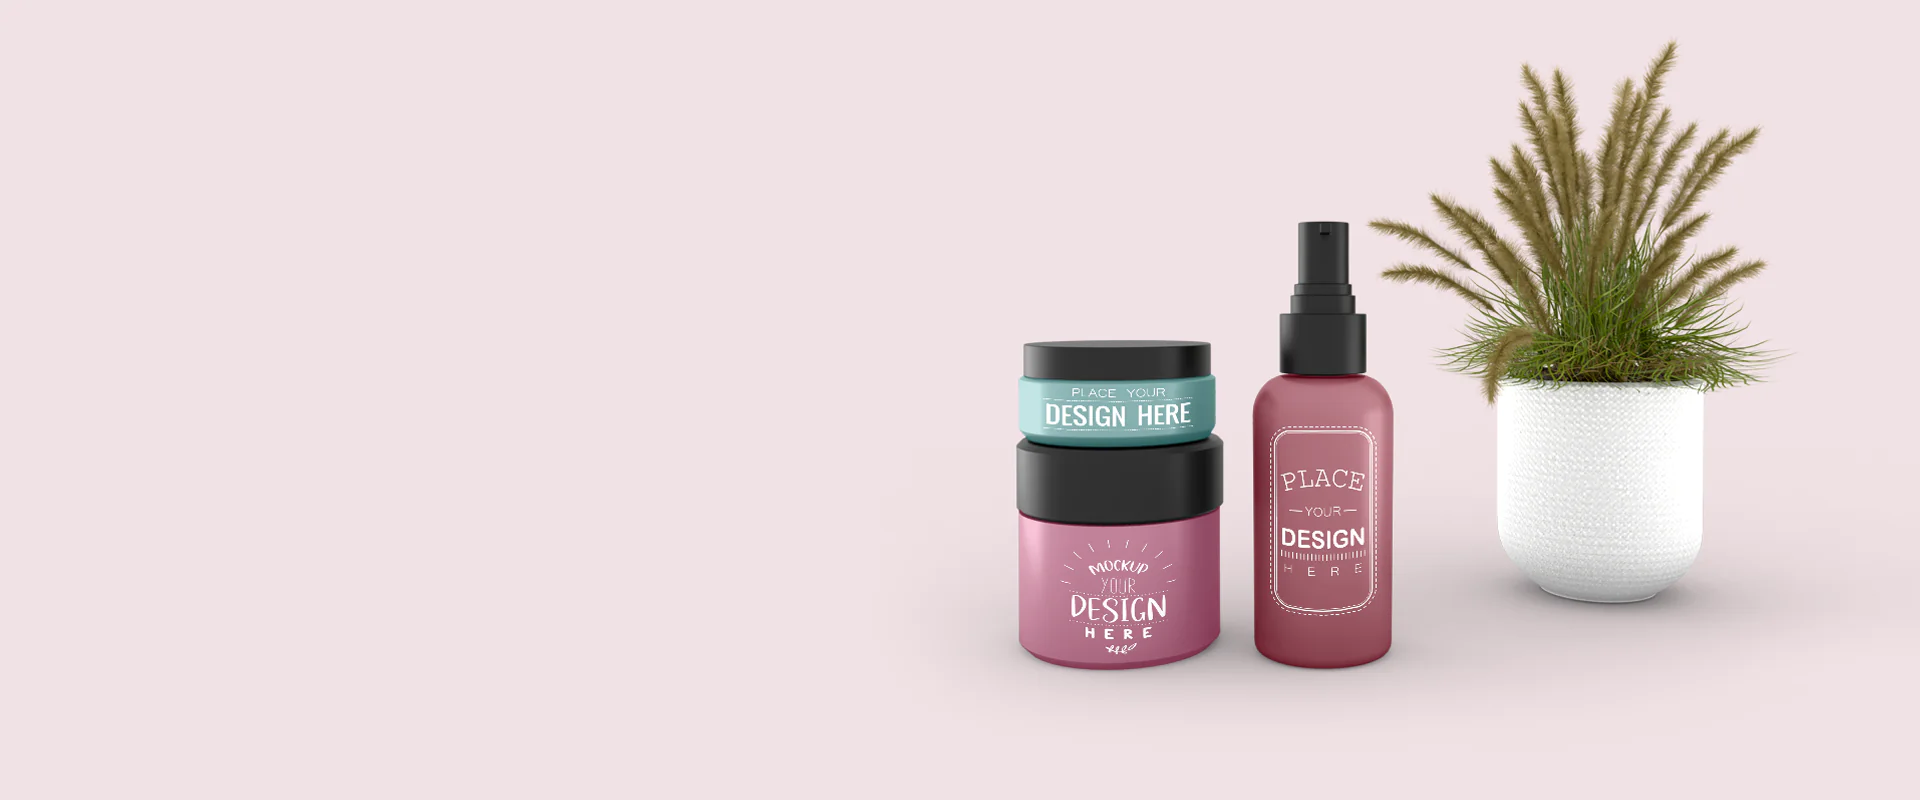 PLACE YOUR
DESIGN HERE
MOCKUP
YOUR
DESIGN
HERE
PLACE
YOUR
DESIGN
HERE